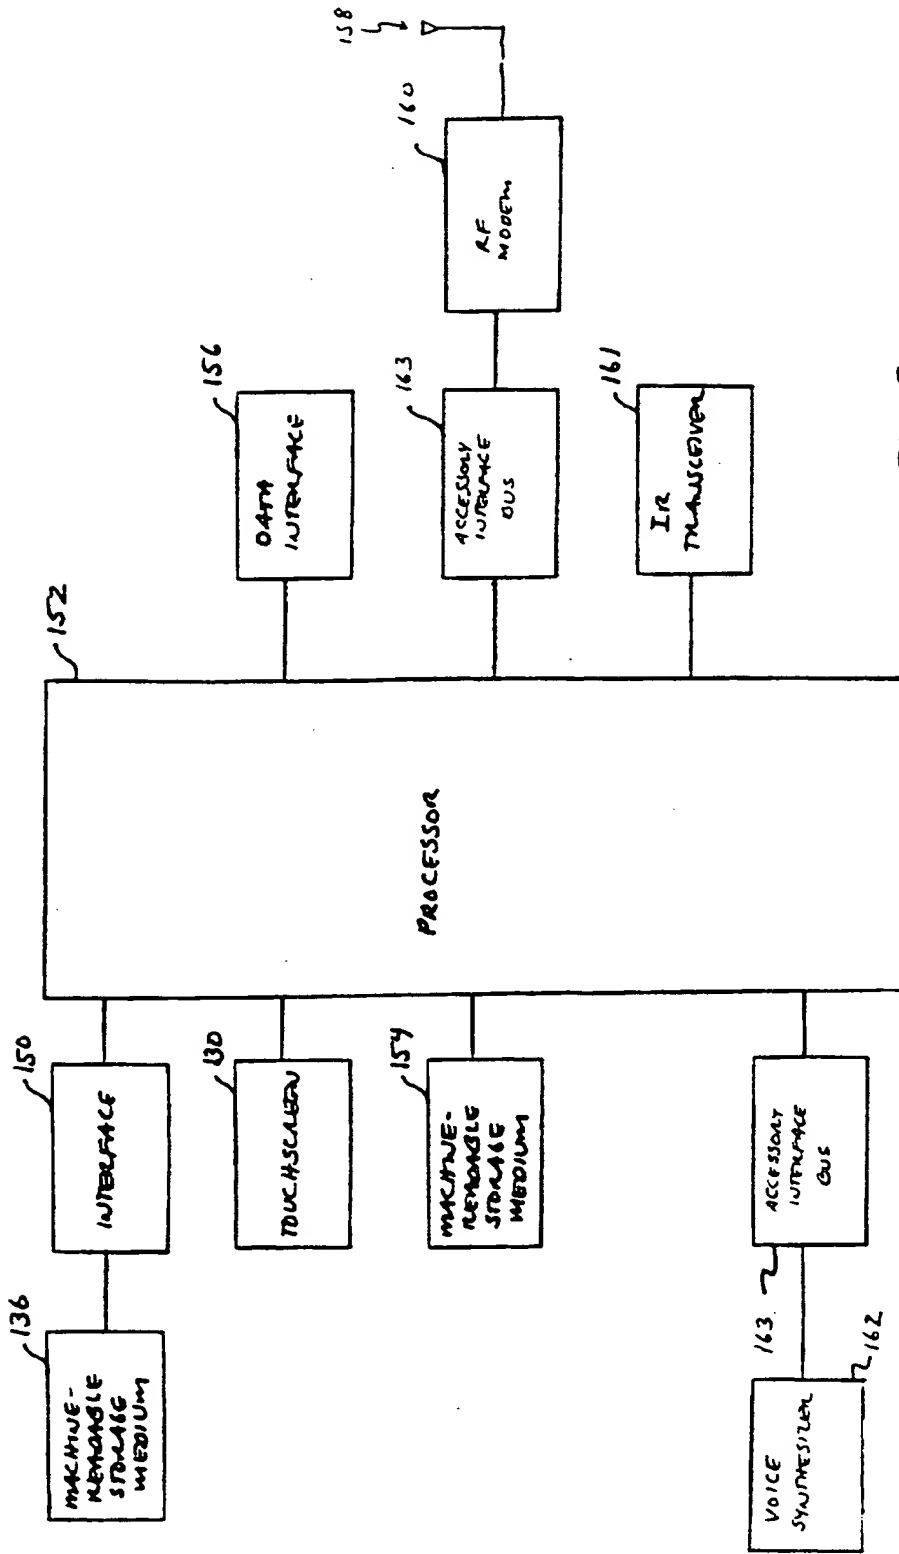 136
MACHINE-
READABLE
STORAGE
MEDIUM
150
INTERFACE
130
TOUCHSCREEN
154
MACHINE-
READABLE
STORAGE
MEDIUM
163
ACCESSORY
INTERFACE
BUS
162
VOICE
SYNTHESIZER
152
PROCESSOR
156
DATA
INTERFACE
163
ACCESSORY
INTERFACE
BUS
160
RF
MODEM
158
161
IR
TRANSCEIVER